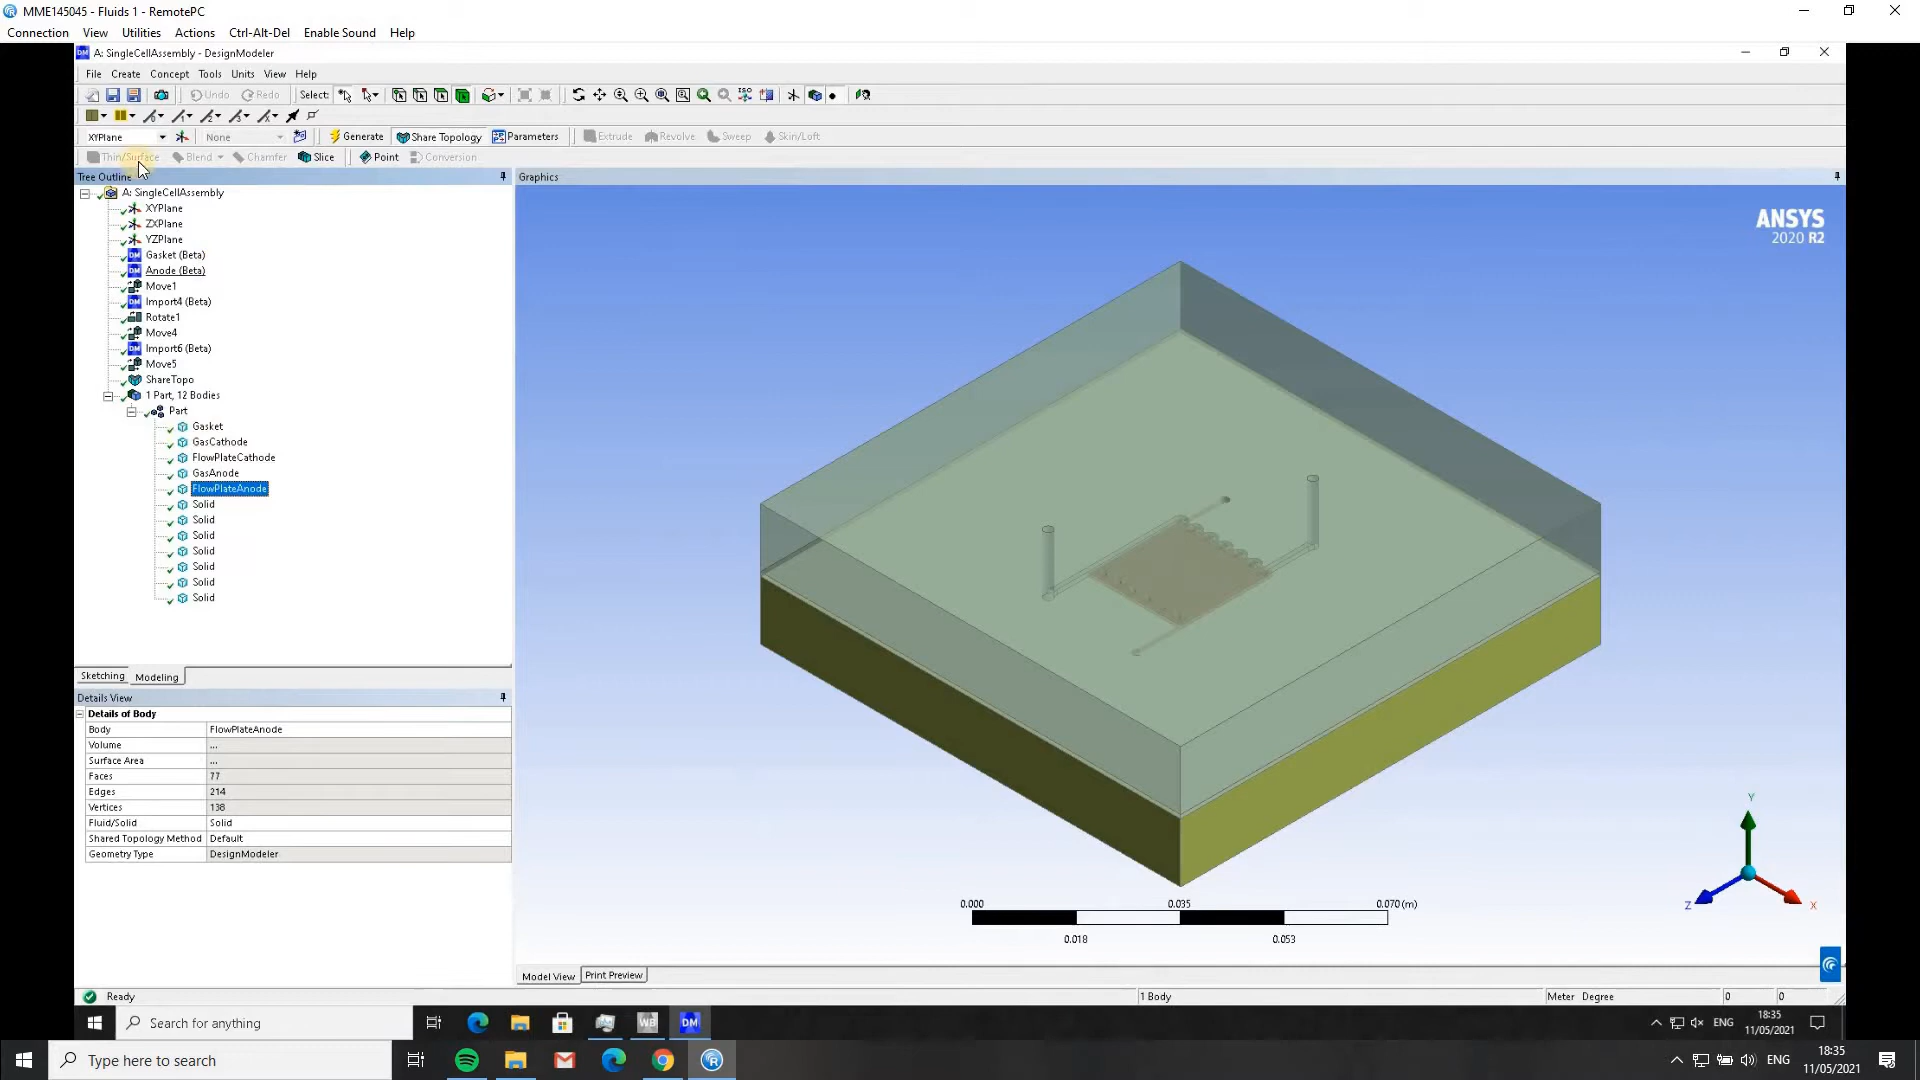 MME145045 - Fluids 1 - RemotePC
Connection View Utilities Actions Ctrl-Alt-Del Enable Sound Help
DM A: SingleCellAssembly - DesignModeler
File Create Concept Tools Units View Help
Undo Redo Select:
XYPlane None Generate Share Topology Parameters Extrude Revolve Sweep Skin/Loft
Thin/Surface Blend Chamfer Slice Point Conversion
Tree Outline
Graphics
A: SingleCellAssembly
XYPlane
ZXPlane
YZPlane
Gasket (Beta)
Anode (Beta)
Move1
Import4 (Beta)
Rotate1
Move4
Import6 (Beta)
Move5
ShareTopo
1 Part, 12 Bodies
Part
Gasket
GasCathode
FlowPlateCathode
GasAnode
FlowPlateAnode
Solid
Solid
Solid
Solid
Solid
Solid
Solid
Sketching Modeling
Details View
Details of Body
Body FlowPlateAnode
Volume ...
Surface Area ...
Faces 77
Edges 214
Vertices 138
Fluid/Solid Solid
Shared Topology Method Default
Geometry Type DesignModeler
ANSYS
2020 R2
Y
Z X
0.000 0.035 0.070 (m)
0.018 0.053
Model View Print Preview
Ready 1 Body Meter Degree 0 0
Search for anything WB DM ENG 18:35
11/05/2021
Type here to search ENG 18:35
11/05/2021